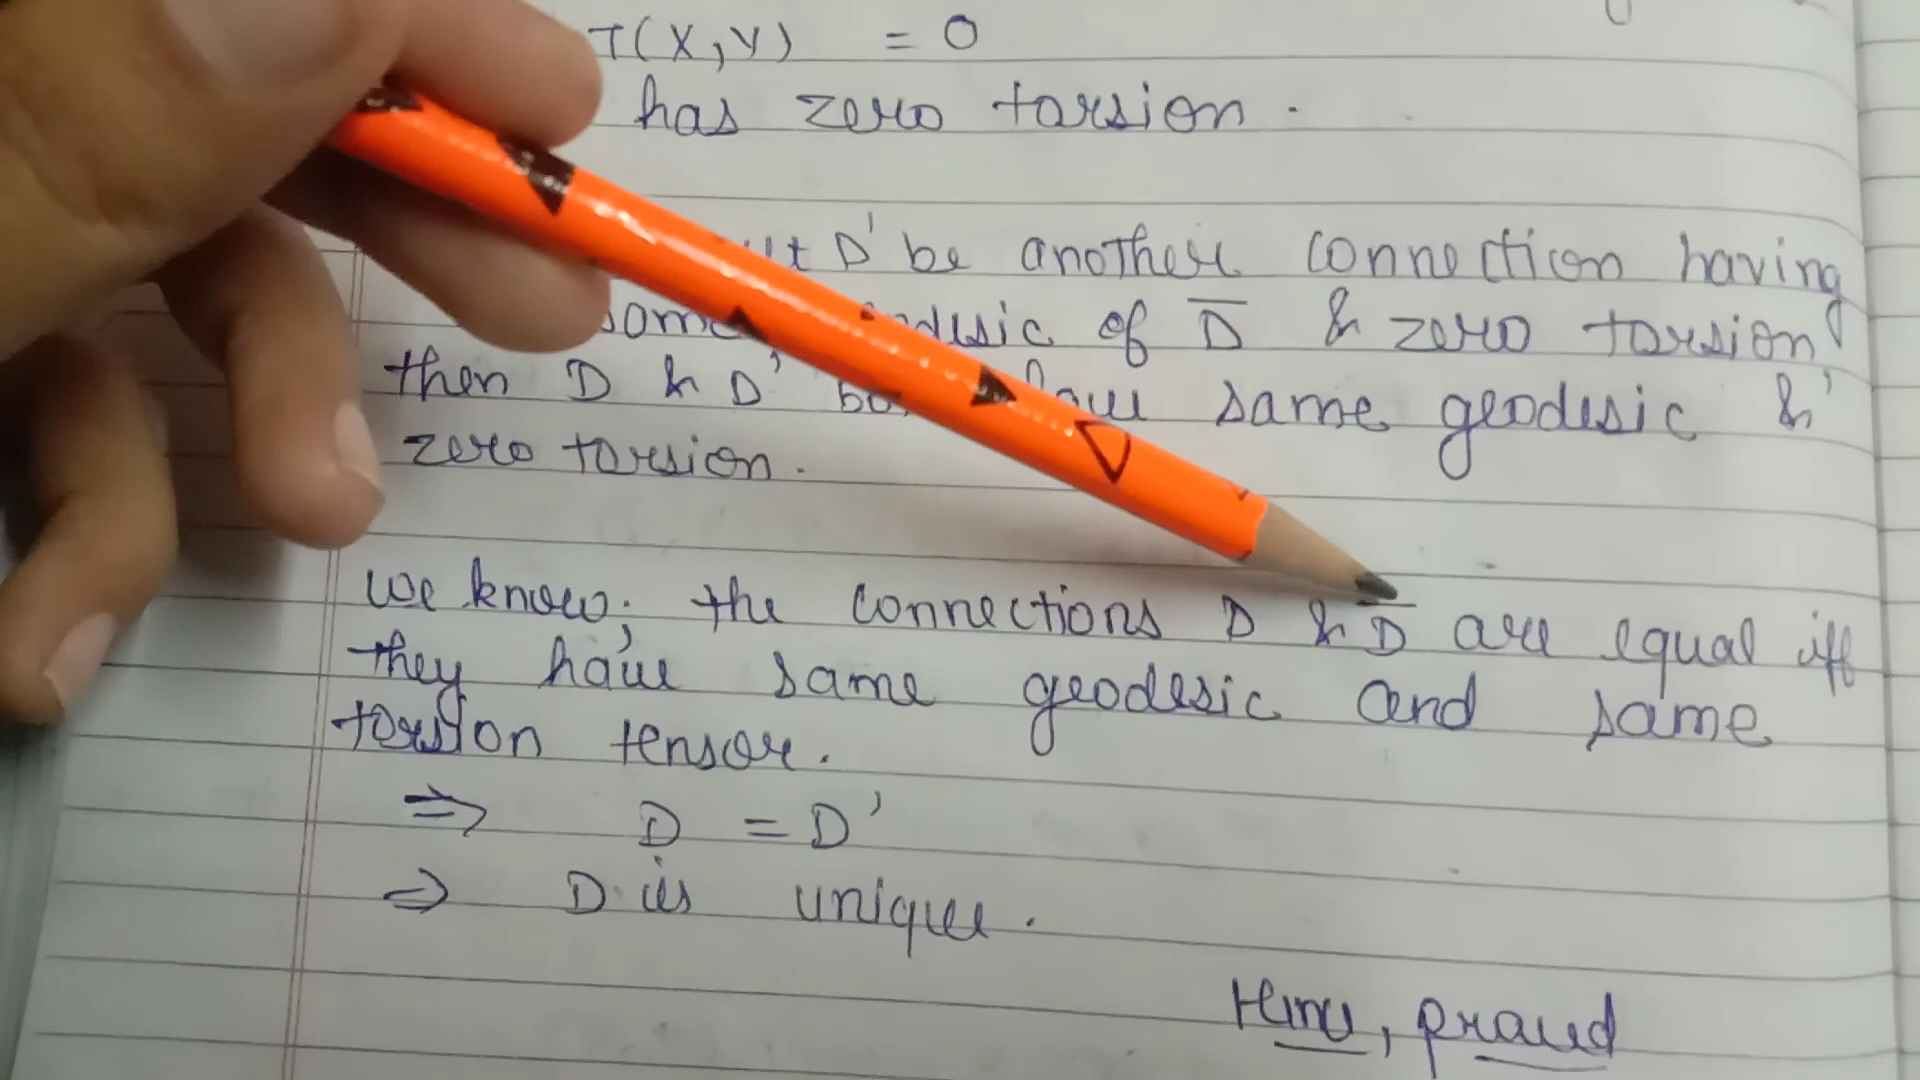 T(X,Y) = 0
has zero torsion.
D' be another connection having
of D̅ & zero torsion
then D & D' same geodesic &
zero torsion.
we know, the connections D & D̅ are equal iff
they have same geodesic and same
torsion tensor.
⇒ D = D'
⇒ D is unique.
Hence, proved